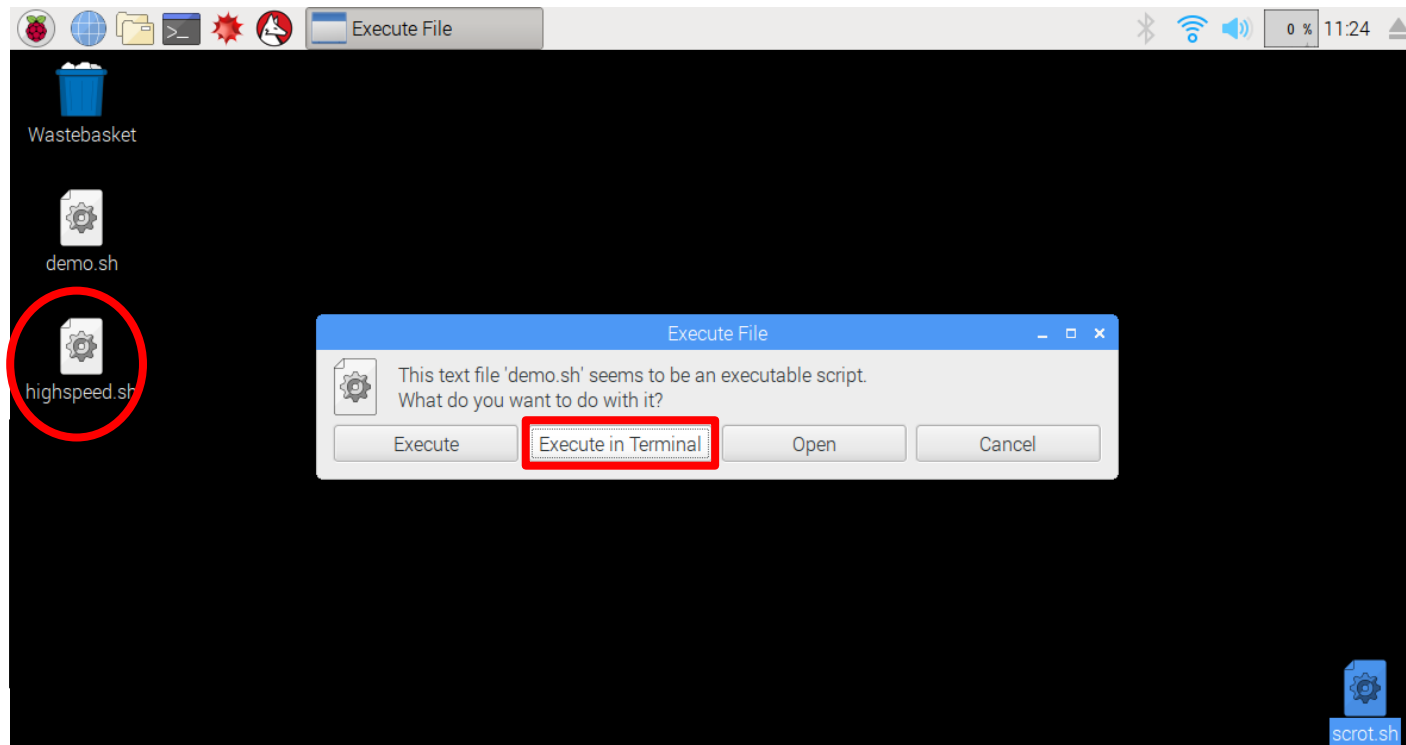 Execute File
0 % 11:24
Wastebasket
demo.sh
highspeed.sh
Execute File
This text file 'demo.sh' seems to be an executable script.
What do you want to do with it?
Execute Execute in Terminal Open Cancel
scrot.sh